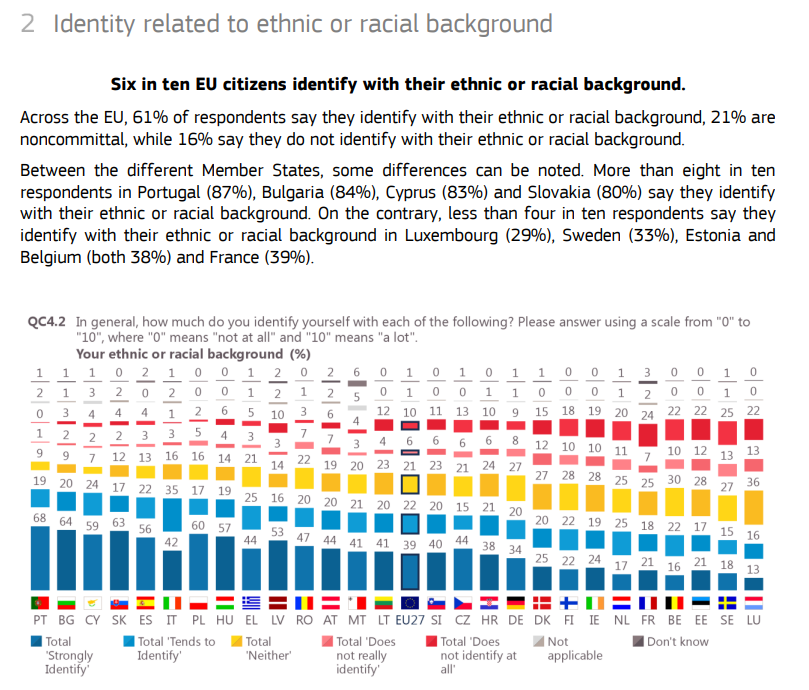 2 Identity related to ethnic or racial background
Six in ten EU citizens identify with their ethnic or racial background.
Across the EU, 61% of respondents say they identify with their ethnic or racial background, 21% are
noncommittal, while 16% say they do not identify with their ethnic or racial background.
Between the different Member States, some differences can be noted. More than eight in ten
respondents in Portugal (87%), Bulgaria (84%), Cyprus (83%) and Slovakia (80%) say they identify
with their ethnic or racial background. On the contrary, less than four in ten respondents say they
identify with their ethnic or racial background in Luxembourg (29%), Sweden (33%), Estonia and
Belgium (both 38%) and France (39%).
QC4.2 In general, how much do you identify yourself with each of the following? Please answer using a scale from "0" to
"10", where "0" means "not at all" and "10" means "a lot".
Your ethnic or racial background (%)
1 1 1 0 2 1 0 0 1 2 0 2 6 0 1 0 1 0 1 1 0 0 1 3 0 0 1 0
2 1 3 2 0 1 0 0 1 2 1 2 5 0 1 0 0 1 1 0 0 0 1 2 0 0 1 0
0 3 4 4 4 1 2 6 5 10 3 6 4 12 10 11 13 10 9 15 18 19 20 24 22 22 25 22
1 2 2 2 3 3 5 4 3 3 7 7 3 4 6 6 6 6 8 12 10 10 11 7 10 12 13 13
9 9 7 12 13 16 16 14 21 14 22 19 20 23 21 23 21 24 27 27 28 28 25 25 30 28 27 36
19 20 24 17 22 35 17 19 25 16 20 20 21 20 22 20 15 21 20 20 22 19 25 18 22 17 15 16
68 64 59 63 56 42 60 57 44 53 47 44 41 41 39 40 44 38 34 25 22 24 17 21 16 21 18 13
PT BG CY SK ES IT PL HU EL LV RO AT MT LT EU27 SI CZ HR DE DK FI IE NL FR BE EE SE LU
Total 'Strongly Identify'
Total 'Tends to Identify'
Total 'Neither'
Total 'Does not really identify'
Total 'Does not identify at all'
Not applicable
Don't know